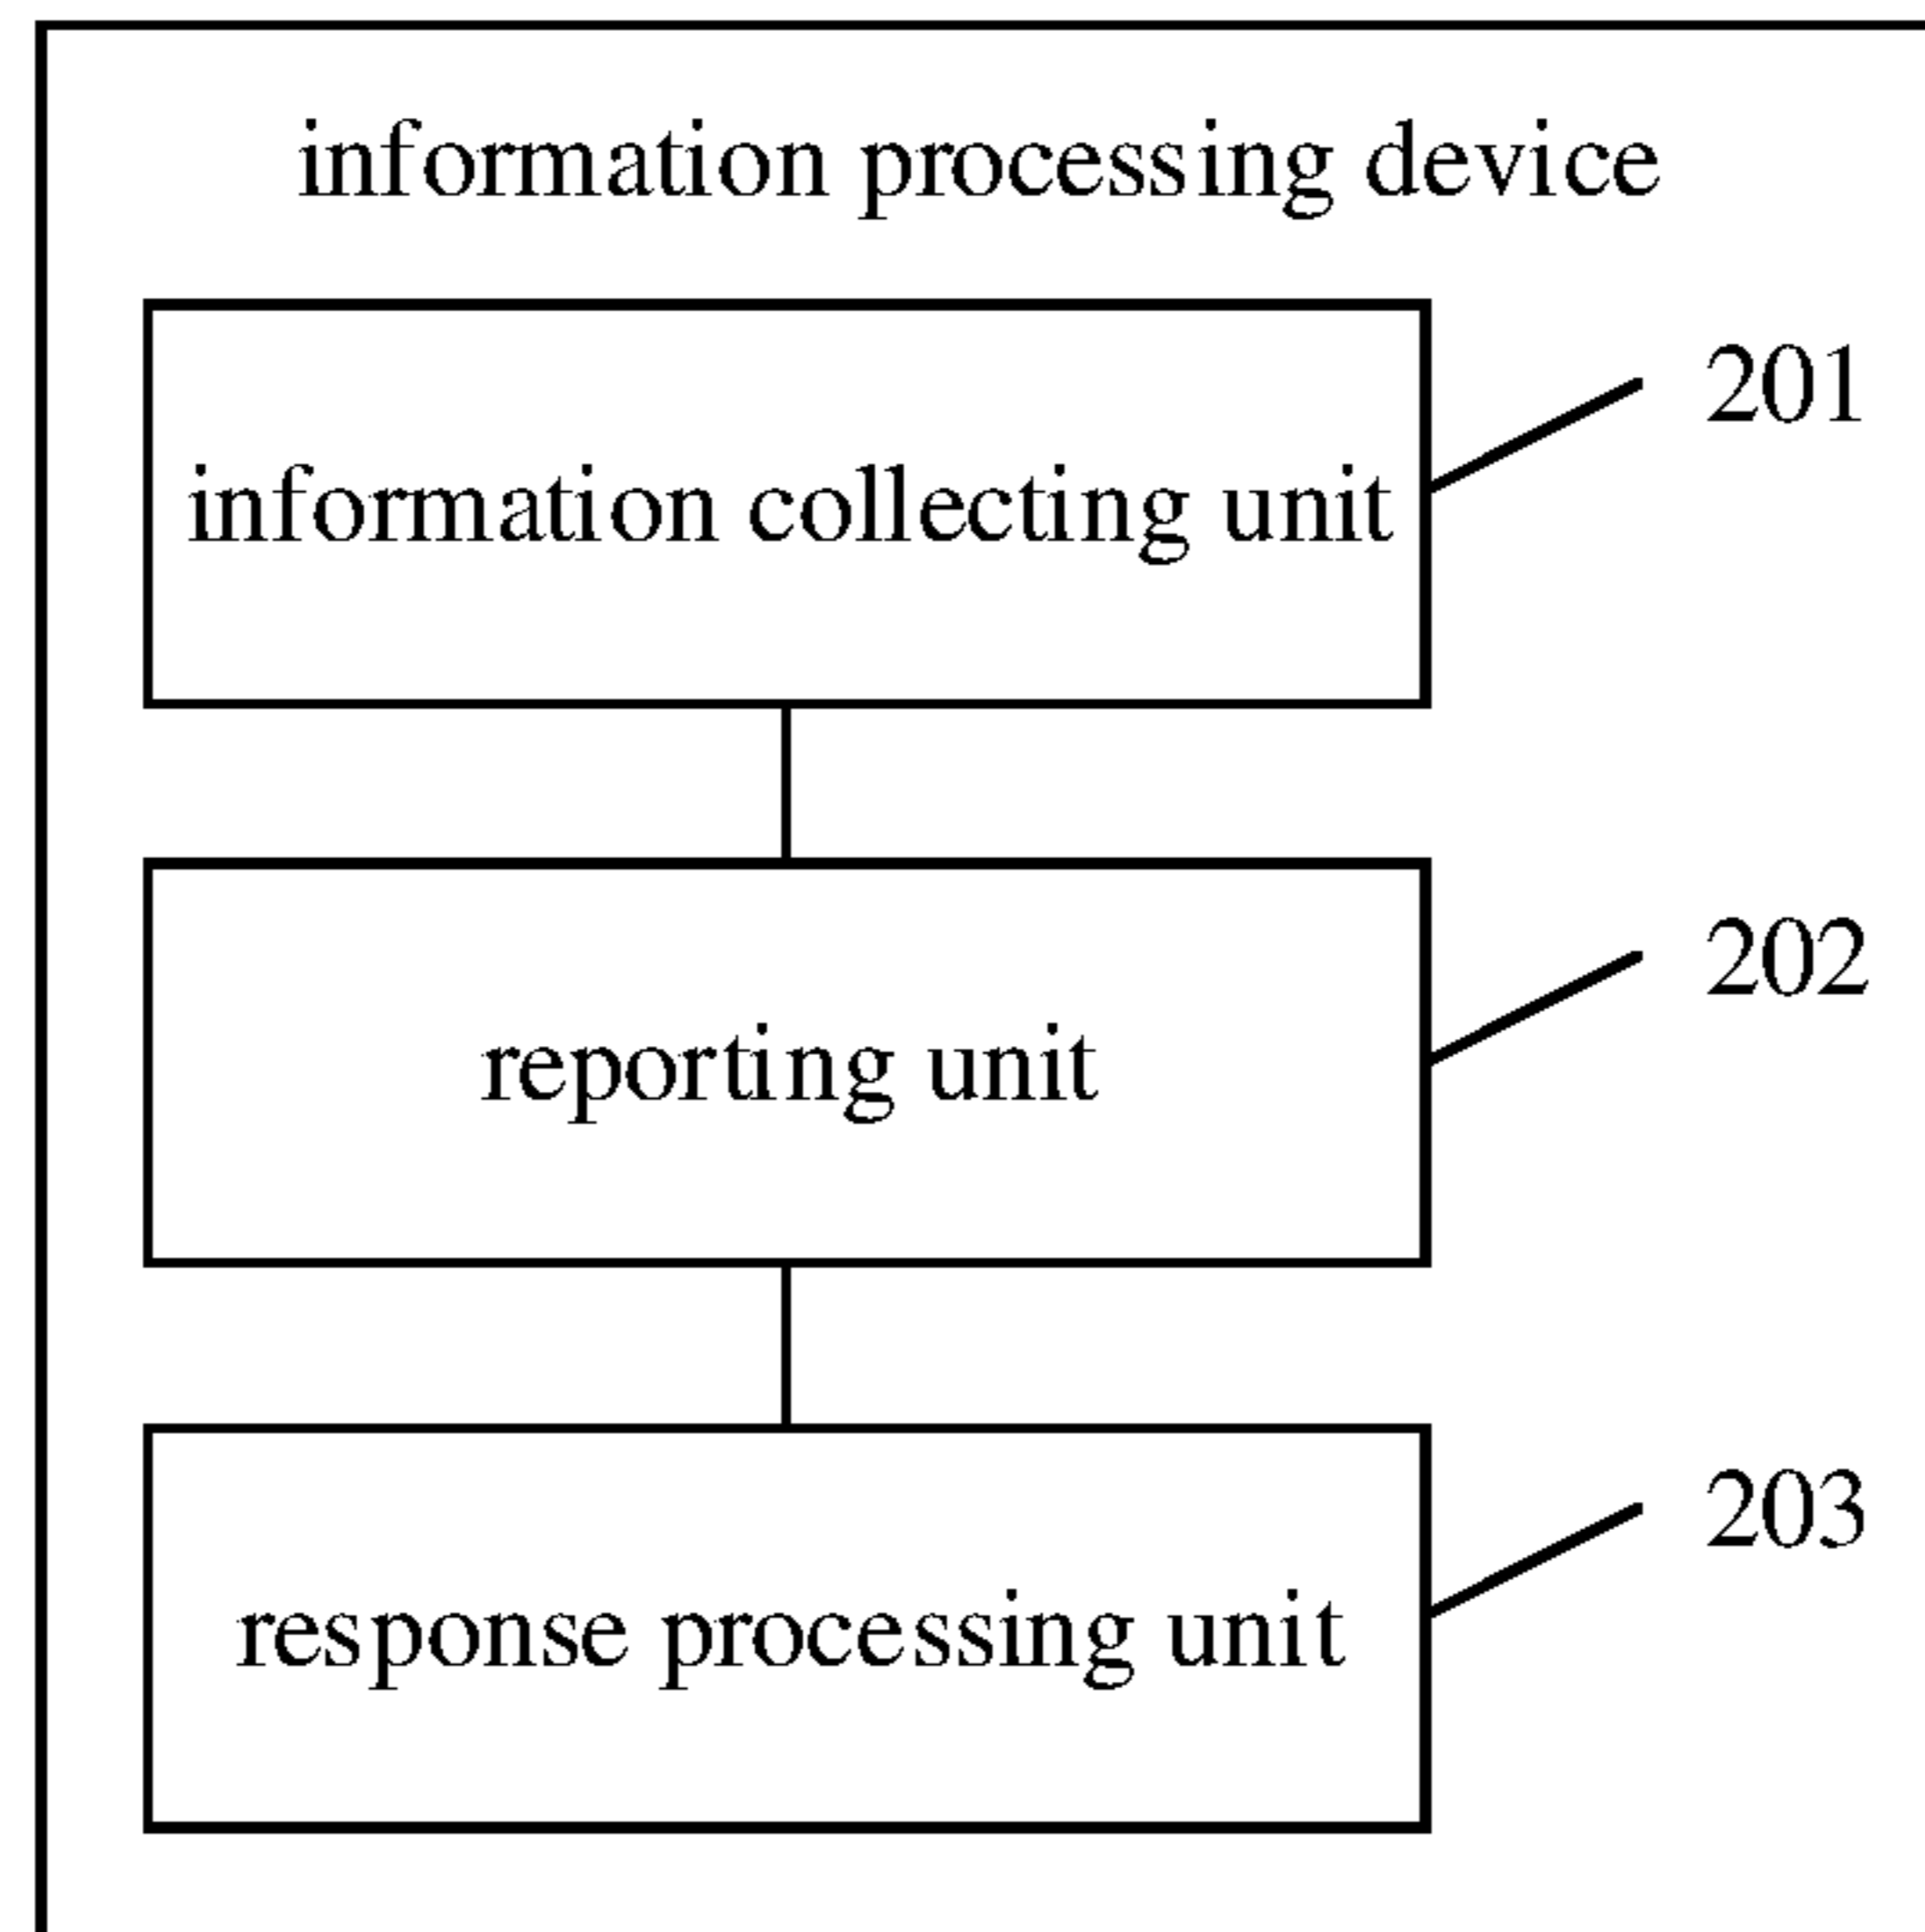 information processing device
201
information collecting unit
202
reporting unit
203
response processing unit